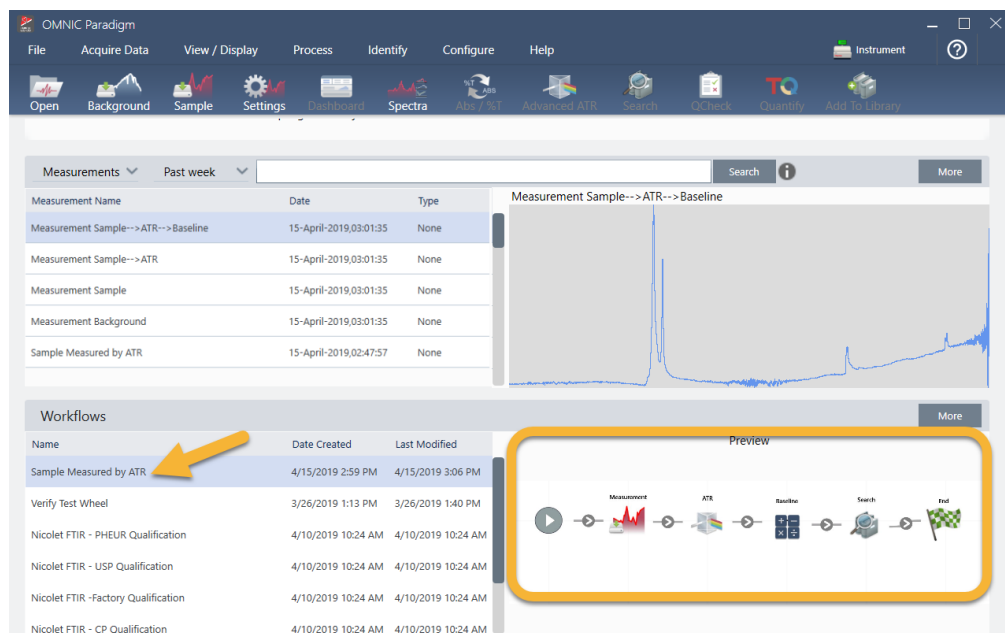 OMNIC Paradigm
File Acquire Data View / Display Process Identify Configure Help Instrument
Open Background Sample Settings Dashboard Spectra Abs / %T Advanced ATR Search QCheck Quantify Add To Library
Measurements Past week Search More
Measurement Name Date Type
Measurement Sample-->ATR-->Baseline
Measurement Sample-->ATR-->Baseline 15-April-2019,03:01:35 None
Measurement Sample-->ATR 15-April-2019,03:01:35 None
Measurement Sample 15-April-2019,03:01:35 None
Measurement Background 15-April-2019,03:01:35 None
Sample Measured by ATR 15-April-2019,02:47:57 None
Workflows More
Name Date Created Last Modified
Preview
Sample Measured by ATR 4/15/2019 2:59 PM 4/15/2019 3:06 PM
Verify Test Wheel 3/26/2019 1:13 PM 3/26/2019 1:40 PM
Measurement ATR Baseline Search End
Nicolet FTIR - PHEUR Qualification 4/10/2019 10:24 AM 4/10/2019 10:24 AM
Nicolet FTIR - USP Qualification 4/10/2019 10:24 AM 4/10/2019 10:24 AM
Nicolet FTIR -Factory Qualification 4/10/2019 10:24 AM 4/10/2019 10:24 AM
Nicolet FTIR - CP Qualification 4/10/2019 10:24 AM 4/10/2019 10:24 AM